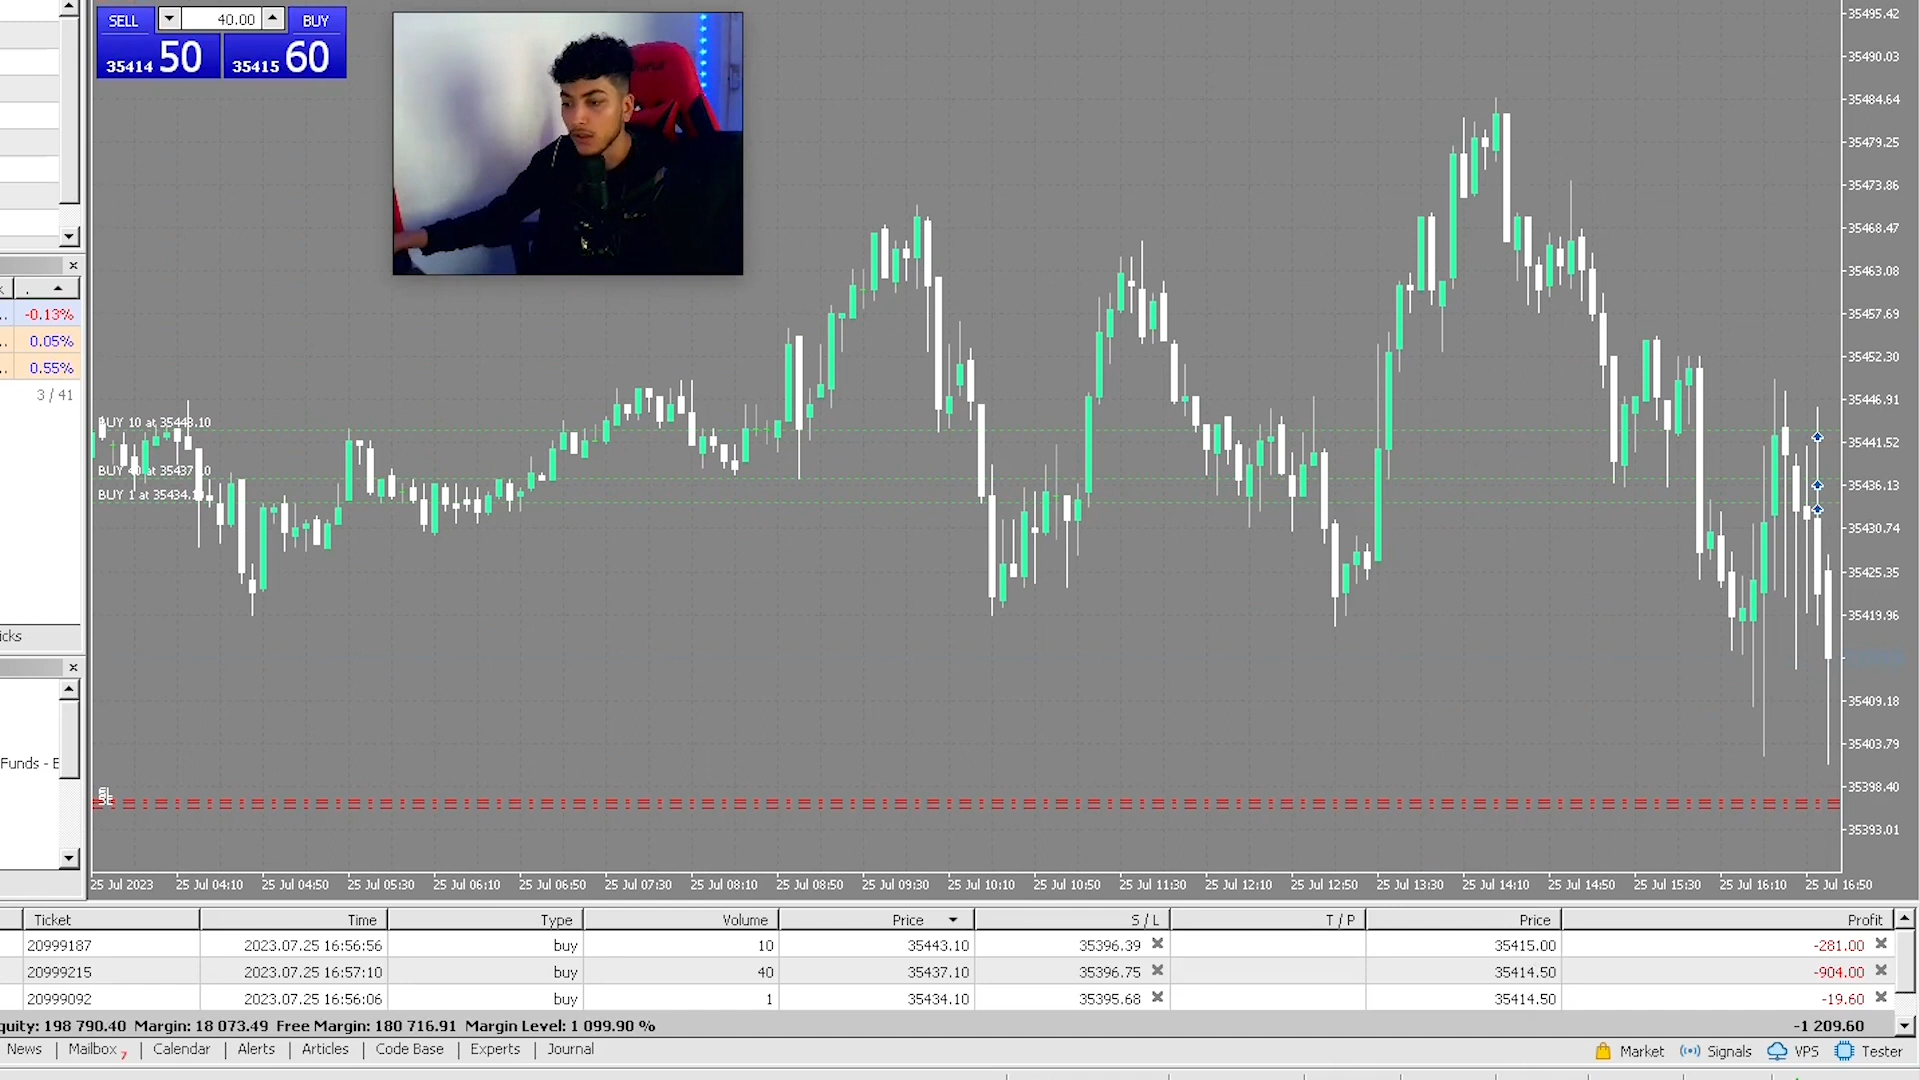 SELL 40.00 BUY
35414 50 35415 60
-0.13%
0.05%
0.55%
3 / 41
icks
Funds - E
BUY 10 at 35443.10
BUY 40 at 35437.10
BUY 1 at 35434.10
35495.42
35490.03
35484.64
35479.25
35473.86
35468.47
35463.08
35457.69
35452.30
35446.91
35441.52
35436.13
35430.74
35425.35
35419.96
35409.18
35403.79
35398.40
35393.01
25 Jul 2023 25 Jul 04:10 25 Jul 04:50 25 Jul 05:30 25 Jul 06:10 25 Jul 06:50 25 Jul 07:30 25 Jul 08:10 25 Jul 08:50 25 Jul 09:30 25 Jul 10:10 25 Jul 10:50 25 Jul 11:30 25 Jul 12:10 25 Jul 12:50 25 Jul 13:30 25 Jul 14:10 25 Jul 14:50 25 Jul 15:30 25 Jul 16:10 25 Jul 16:50
Ticket Time Type Volume Price S / L T / P Price Profit
20999187 2023.07.25 16:56:56 buy 10 35443.10 35396.39 35415.00 -281.00
20999215 2023.07.25 16:57:10 buy 40 35437.10 35396.75 35414.50 -904.00
20999092 2023.07.25 16:56:06 buy 1 35434.10 35395.68 35414.50 -19.60
quity: 198 790.40 Margin: 18 073.49 Free Margin: 180 716.91 Margin Level: 1 099.90 % -1 209.60
News Mailbox 7 Calendar Alerts Articles Code Base Experts Journal Market Signals VPS Tester